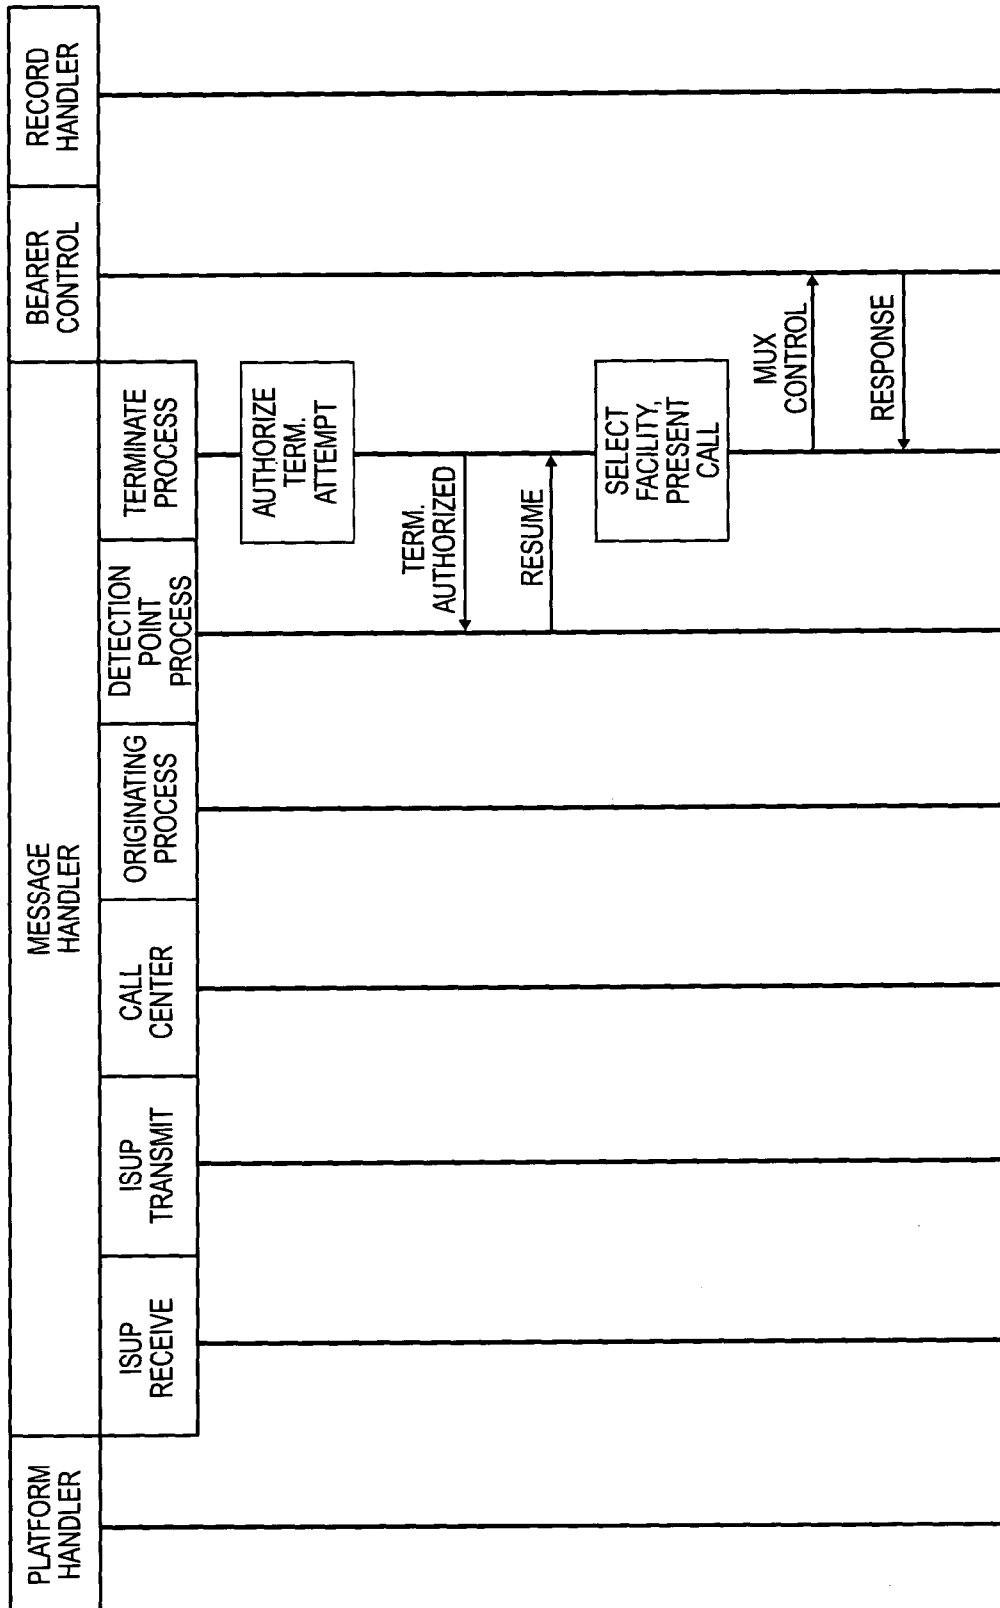 PLATFORM
HANDLER
MESSAGE
HANDLER
BEARER
CONTROL
RECORD
HANDLER
ISUP
RECEIVE
ISUP
TRANSMIT
CALL
CENTER
ORIGINATING
PROCESS
DETECTION
POINT
PROCESS
TERMINATE
PROCESS
AUTHORIZE
TERM.
ATTEMPT
TERM.
AUTHORIZED
RESUME
SELECT
FACILITY,
PRESENT
CALL
MUX
CONTROL
RESPONSE